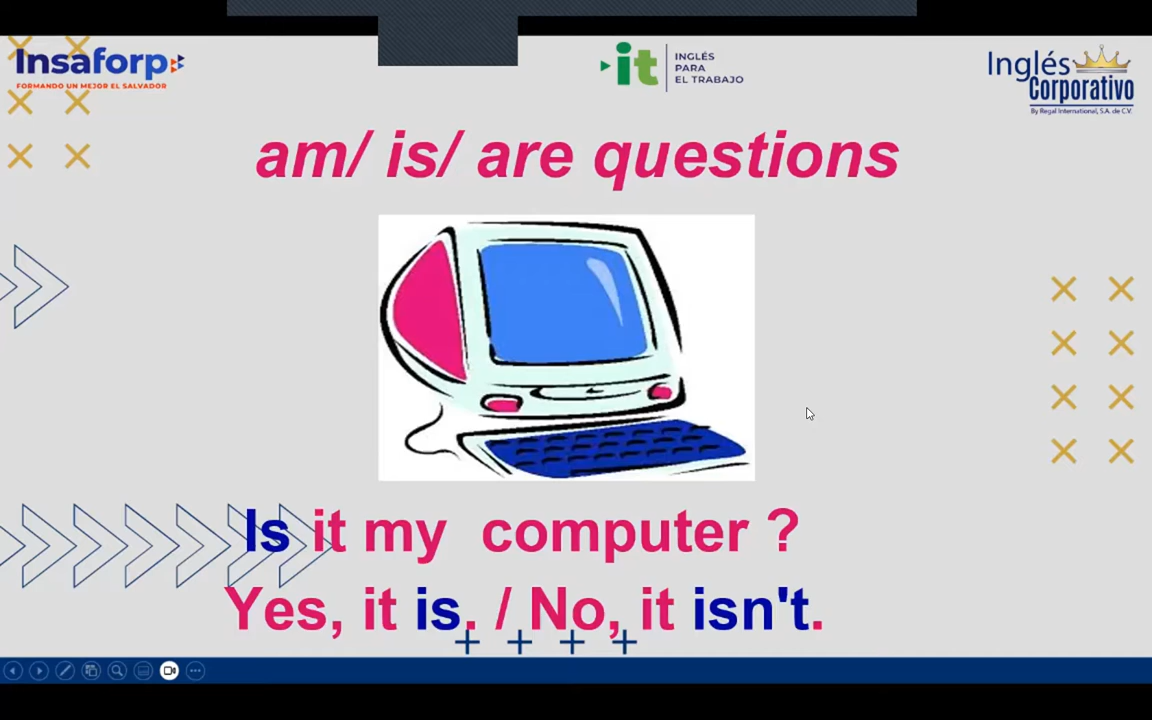 Insaforp
FORMANDO UN MEJOR EL SALVADOR
it
INGLÉS
PARA
EL TRABAJO
Inglés
Corporativo
By Regal International, S.A. de C.V.
am/ is/ are questions
Is it my computer ?
Yes, it is. / No, it isn't.